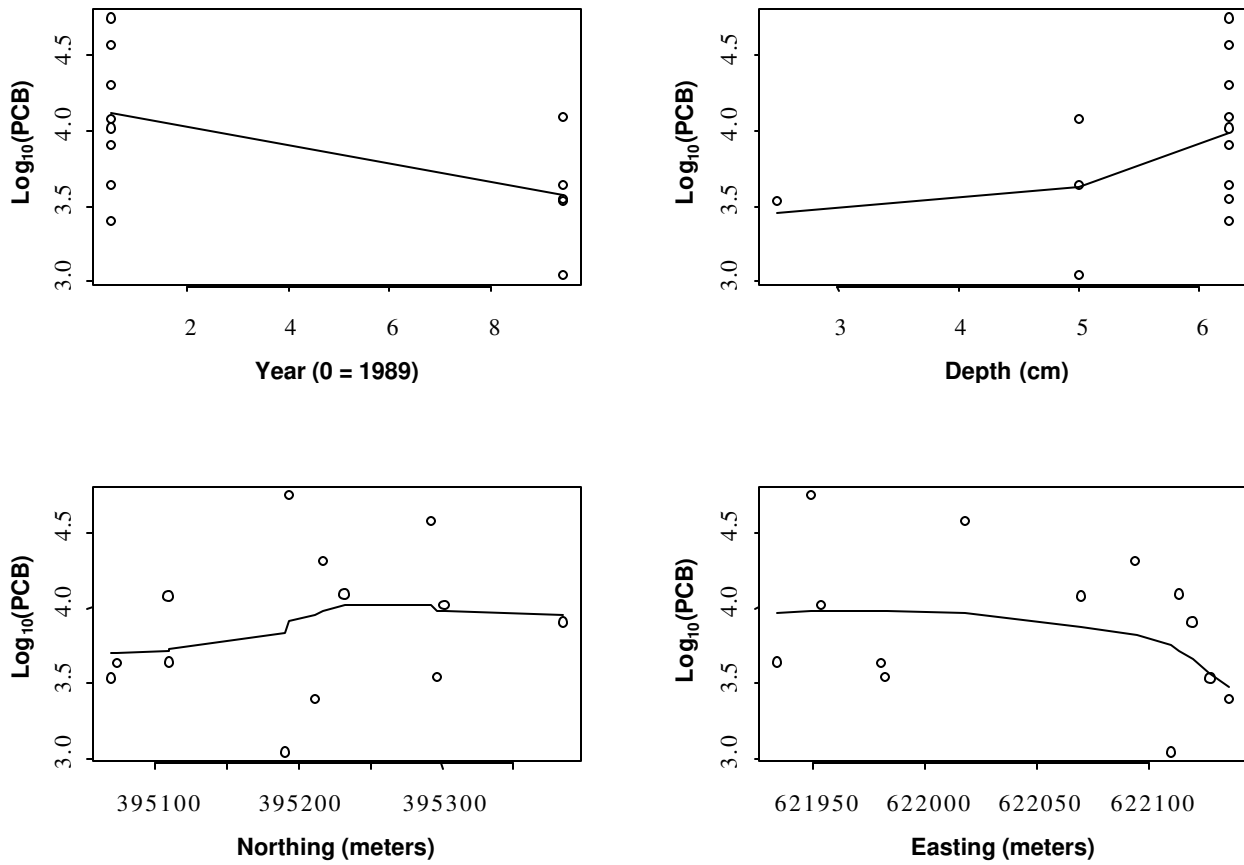 Log₁₀(PCB)
4.5
4.0
3.5
3.0
2 4 6 8
Year (0 = 1989)
Log₁₀(PCB)
4.5
4.0
3.5
3.0
3 4 5 6
Depth (cm)
Log₁₀(PCB)
4.5
4.0
3.5
3.0
395100 395200 395300
Northing (meters)
Log₁₀(PCB)
4.5
4.0
3.5
3.0
621950 622000 622050 622100
Easting (meters)